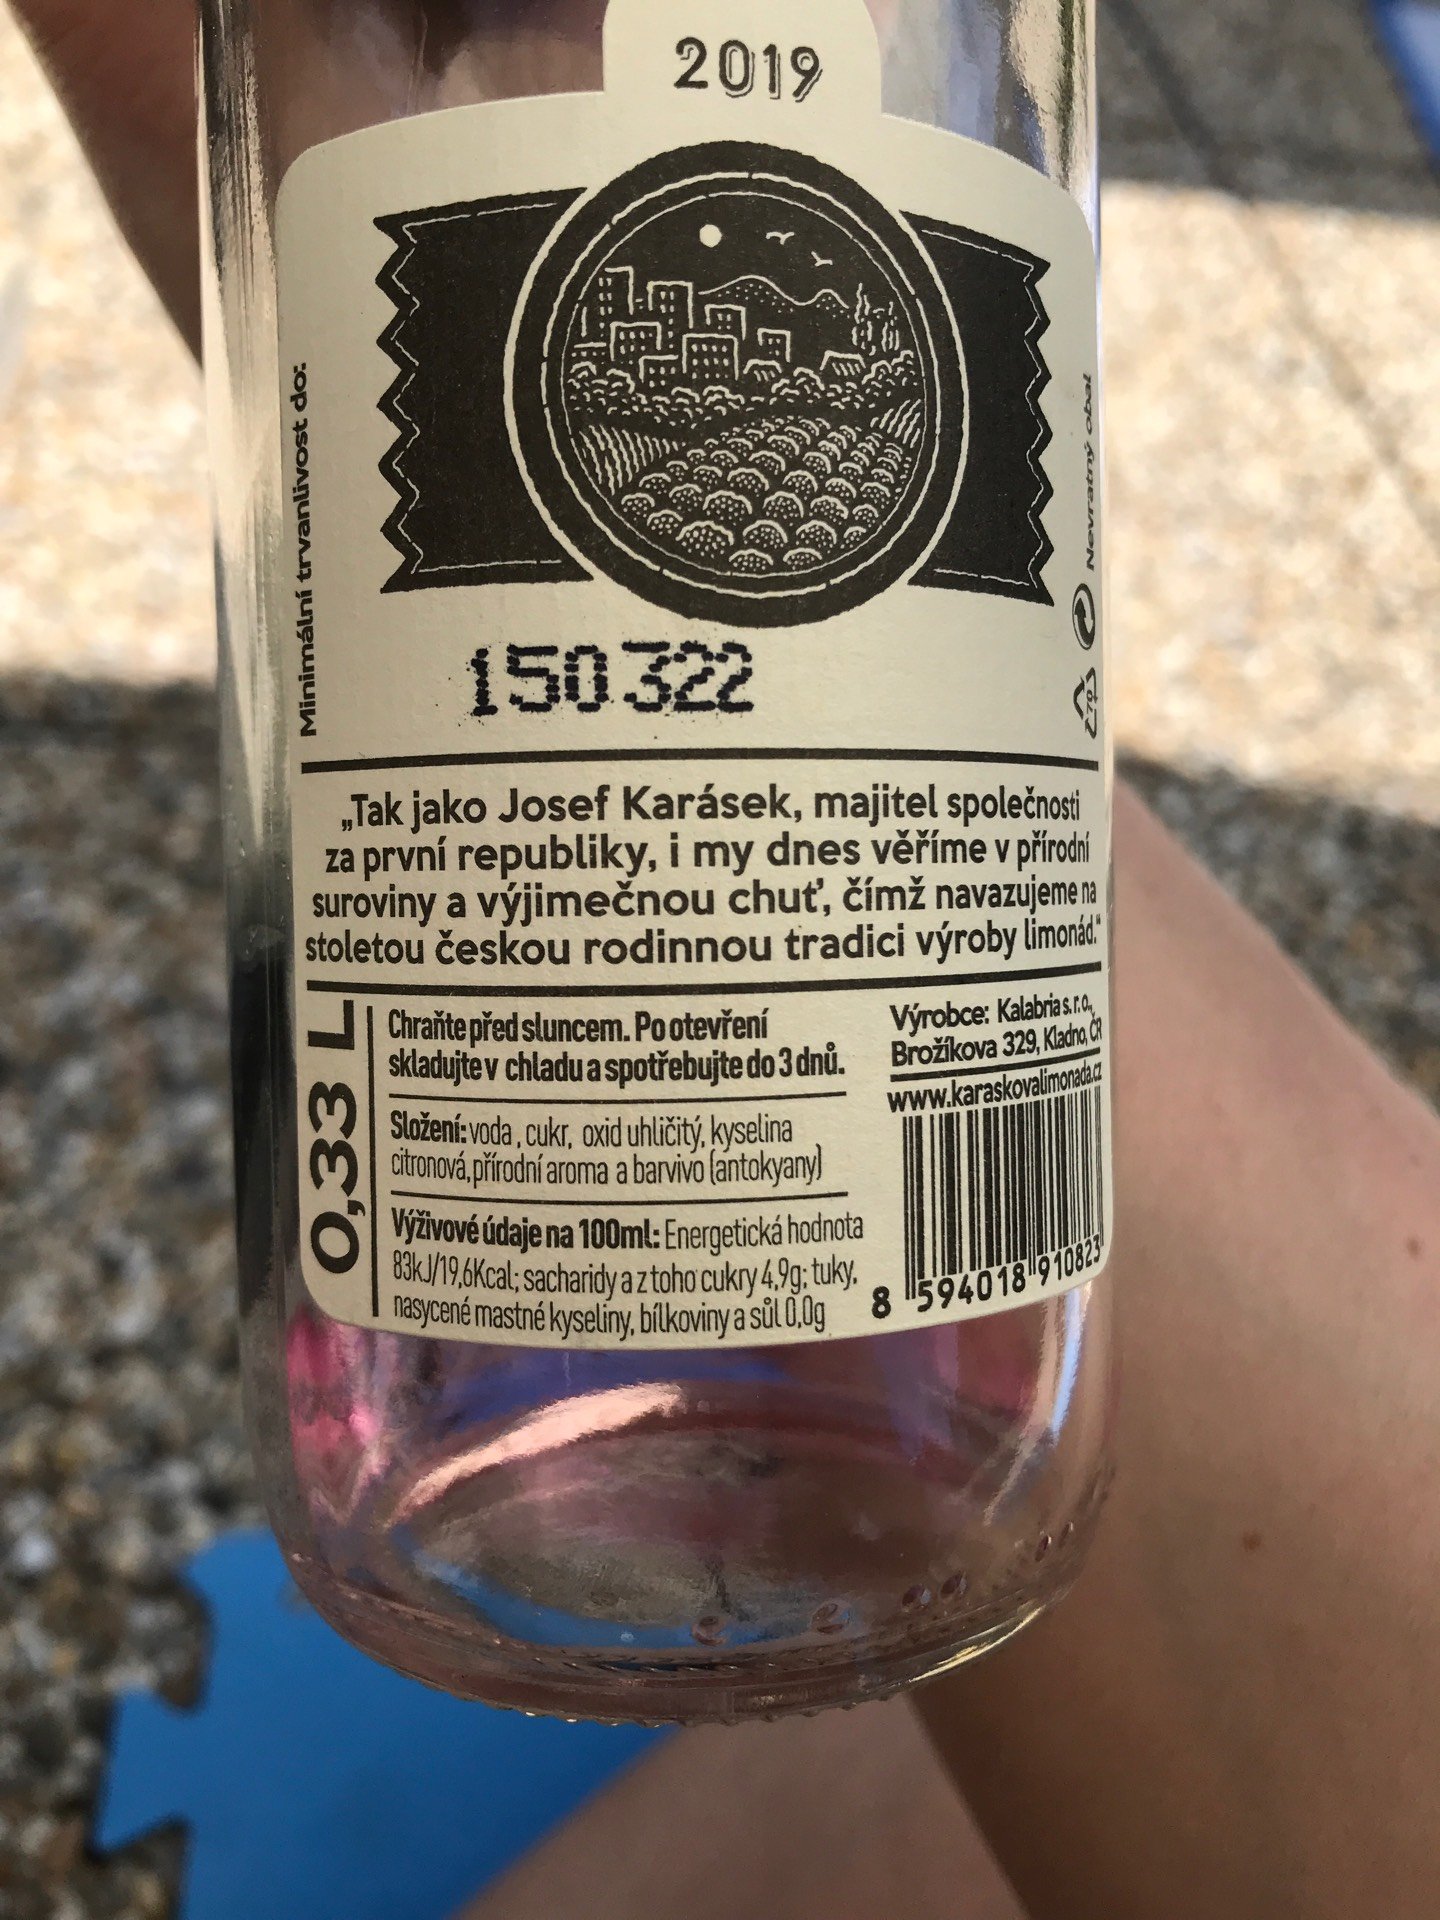 2019
Minimální trvanlivost do:
150322
Nevratný obal
„Tak jako Josef Karásek, majitel společnosti
za první republiky, i my dnes věříme v přírodní
suroviny a výjimečnou chuť, čímž navazujeme na
stoletou českou rodinnou tradici výroby limonád.“
0,33 L
Chraňte před sluncem. Po otevření
skladujte v chladu a spotřebujte do 3 dnů.
Složení: voda, cukr, oxid uhličitý, kyselina
citronová, přírodní aroma a barvivo (antokyany)
Výživové údaje na 100ml: Energetická hodnota
83kJ/19,6Kcal; sacharidy a z toho cukry 4,9g; tuky,
nasycené mastné kyseliny, bílkoviny a sůl 0,0g
Výrobce: Kalabria s.r.o.,
Brožíkova 329, Kladno, ČR
www.karaskovalimonada.cz
8 594018 910823